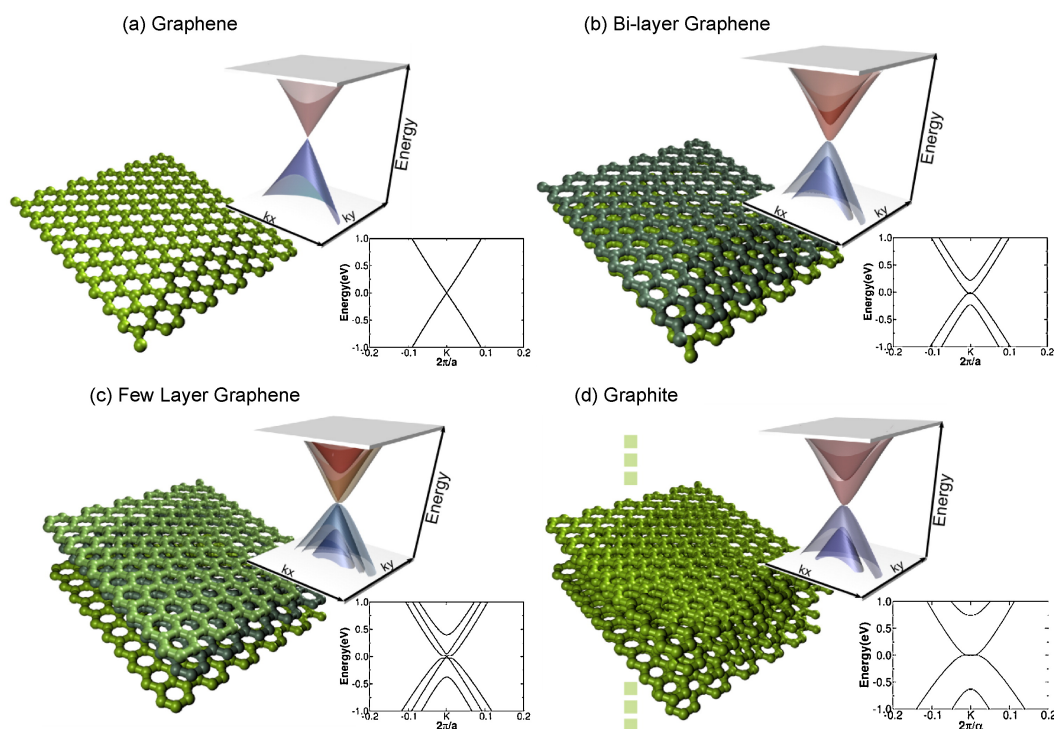 (a) Graphene
Energy
kx
ky
Energy(eV)
1.0
0.5
0.0
-0.5
-1.0
-0.2
-0.1
K
0.1
0.2
2π/a
(b) Bi-layer Graphene
Energy
kx
ky
Energy(eV)
1.0
0.5
0.0
-0.5
-1.0
-0.2
-0.1
K
0.1
0.2
2π/a
(c) Few Layer Graphene
Energy
kx
ky
Energy(eV)
1.0
0.5
0.0
-0.5
-1.0
-0.2
-0.1
K
0.1
0.2
2π/a
(d) Graphite
Energy
kx
ky
Energy(eV)
1.0
0.5
0.0
-0.5
-1.0
-0.2
-0.1
K
0.1
0.2
2π/α